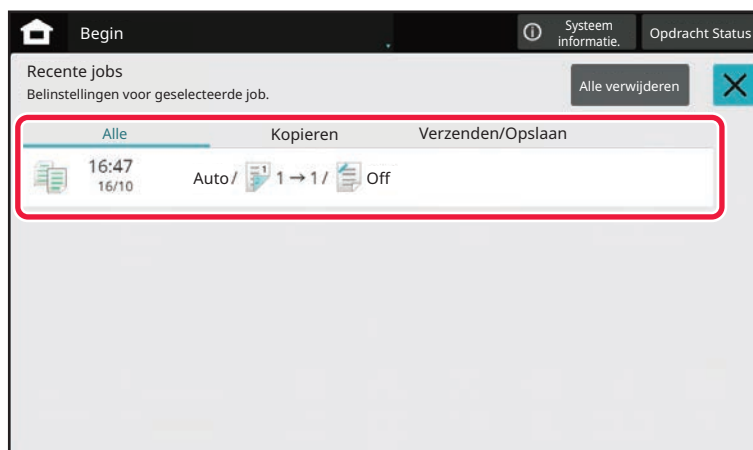 Begin
Systeem
informatie.
Opdracht Status
Recente jobs
Belinstellingen voor geselecteerde job.
Alle verwijderen
Alle Kopieren Verzenden/Opslaan
16:47
16/10
Auto / 1 1 → 1 / Off